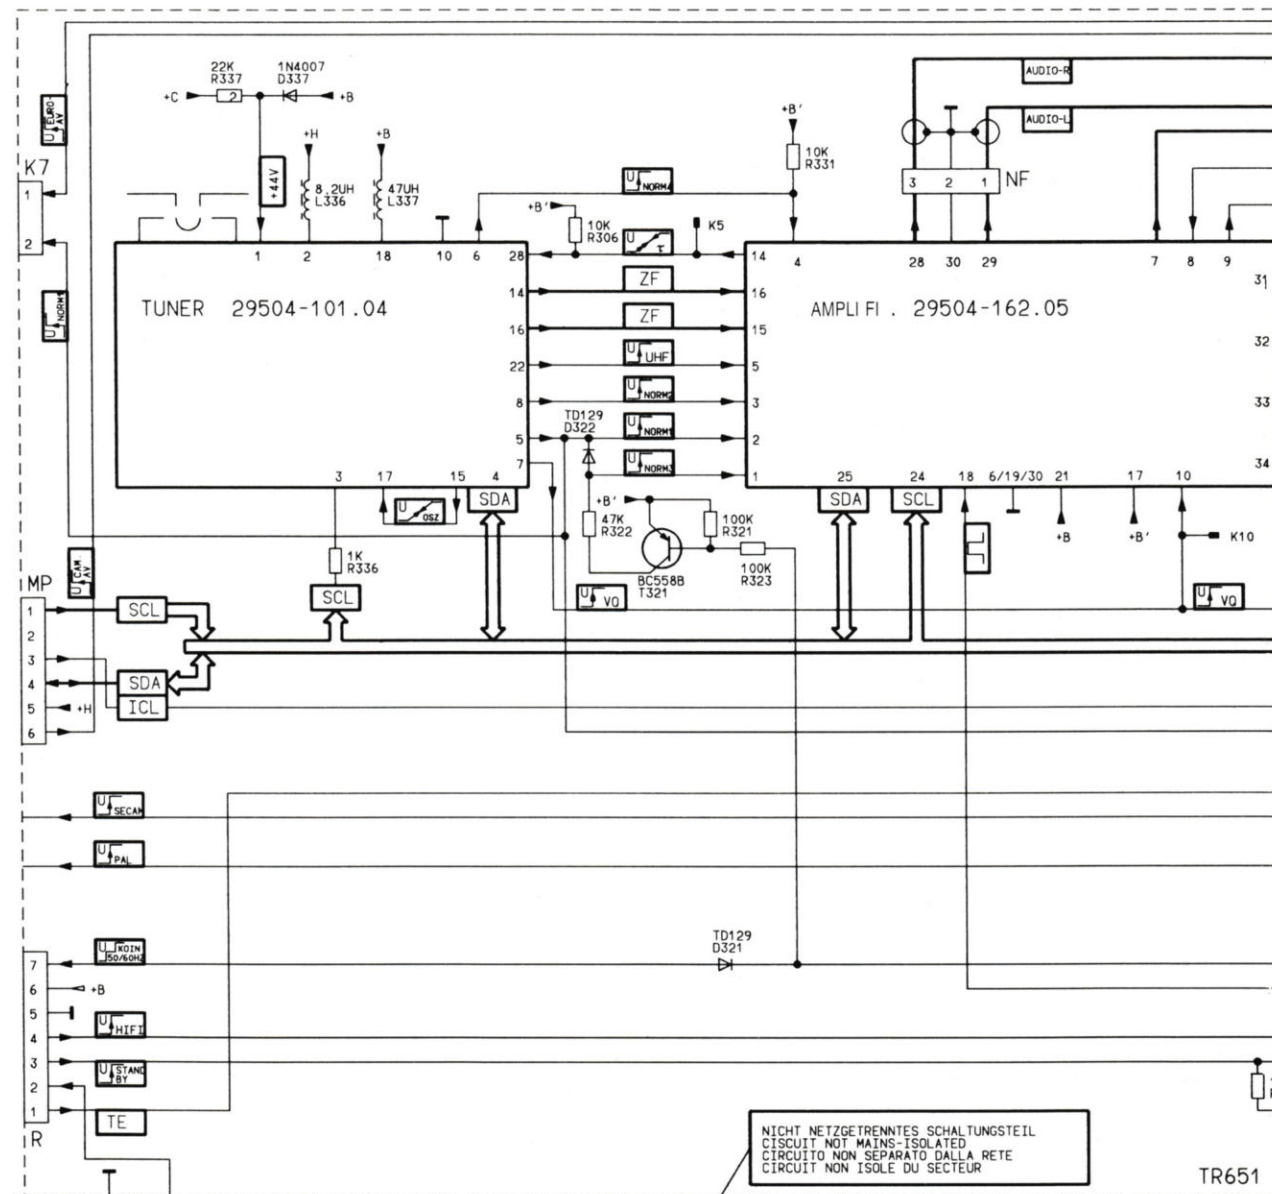 22K
R337
1N4007
D337
+C
2
+B
U EURO-
AV
K7
1
2
+44V
+H
8.2UH
L336
+B
47UH
L337
U NORM4
+B'
10K
R331
AUDIO-R
AUDIO-L
3 2 1 NF
+B'
10K
R306
U
K5
1 2 18 10 6 28
14 4
28 30 29 7 8 9
U NORM1
TUNER 29504-101.04
AMPLIFI. 29504-162.05
14 ZF 16
16 ZF 15
22 U UHF 5
8 U NORM2 3
TD129
D322
5 U NORM1 2
7 U NORM3 1
31
32
33
34
3 17 15 4
25 24 18 6/19/30 21 17 10
U OSZ
SDA
SDA SCL
+B'
47K
R322
100K
R321
100K
R323
BC558B
T321
+B
+B'
K10
1K
R336
U CAM.
AV
U VQ
U VQ
MP
1 SCL
SCL
2
3
4 SDA
5 +H ICL
6
U SECAM
U PAL
U KOIN
50/60HZ
7
TD129
D321
6 +B
5
4 U HIFI
3
U STAND
BY
2
1 TE
R
NICHT NETZGETRENNTES SCHALTUNGSTEIL
CISCUIT NOT MAINS-ISOLATED
CIRCUITO NON SEPARATO DALLA RETE
CIRCUIT NON ISOLE DU SECTEUR
TR651